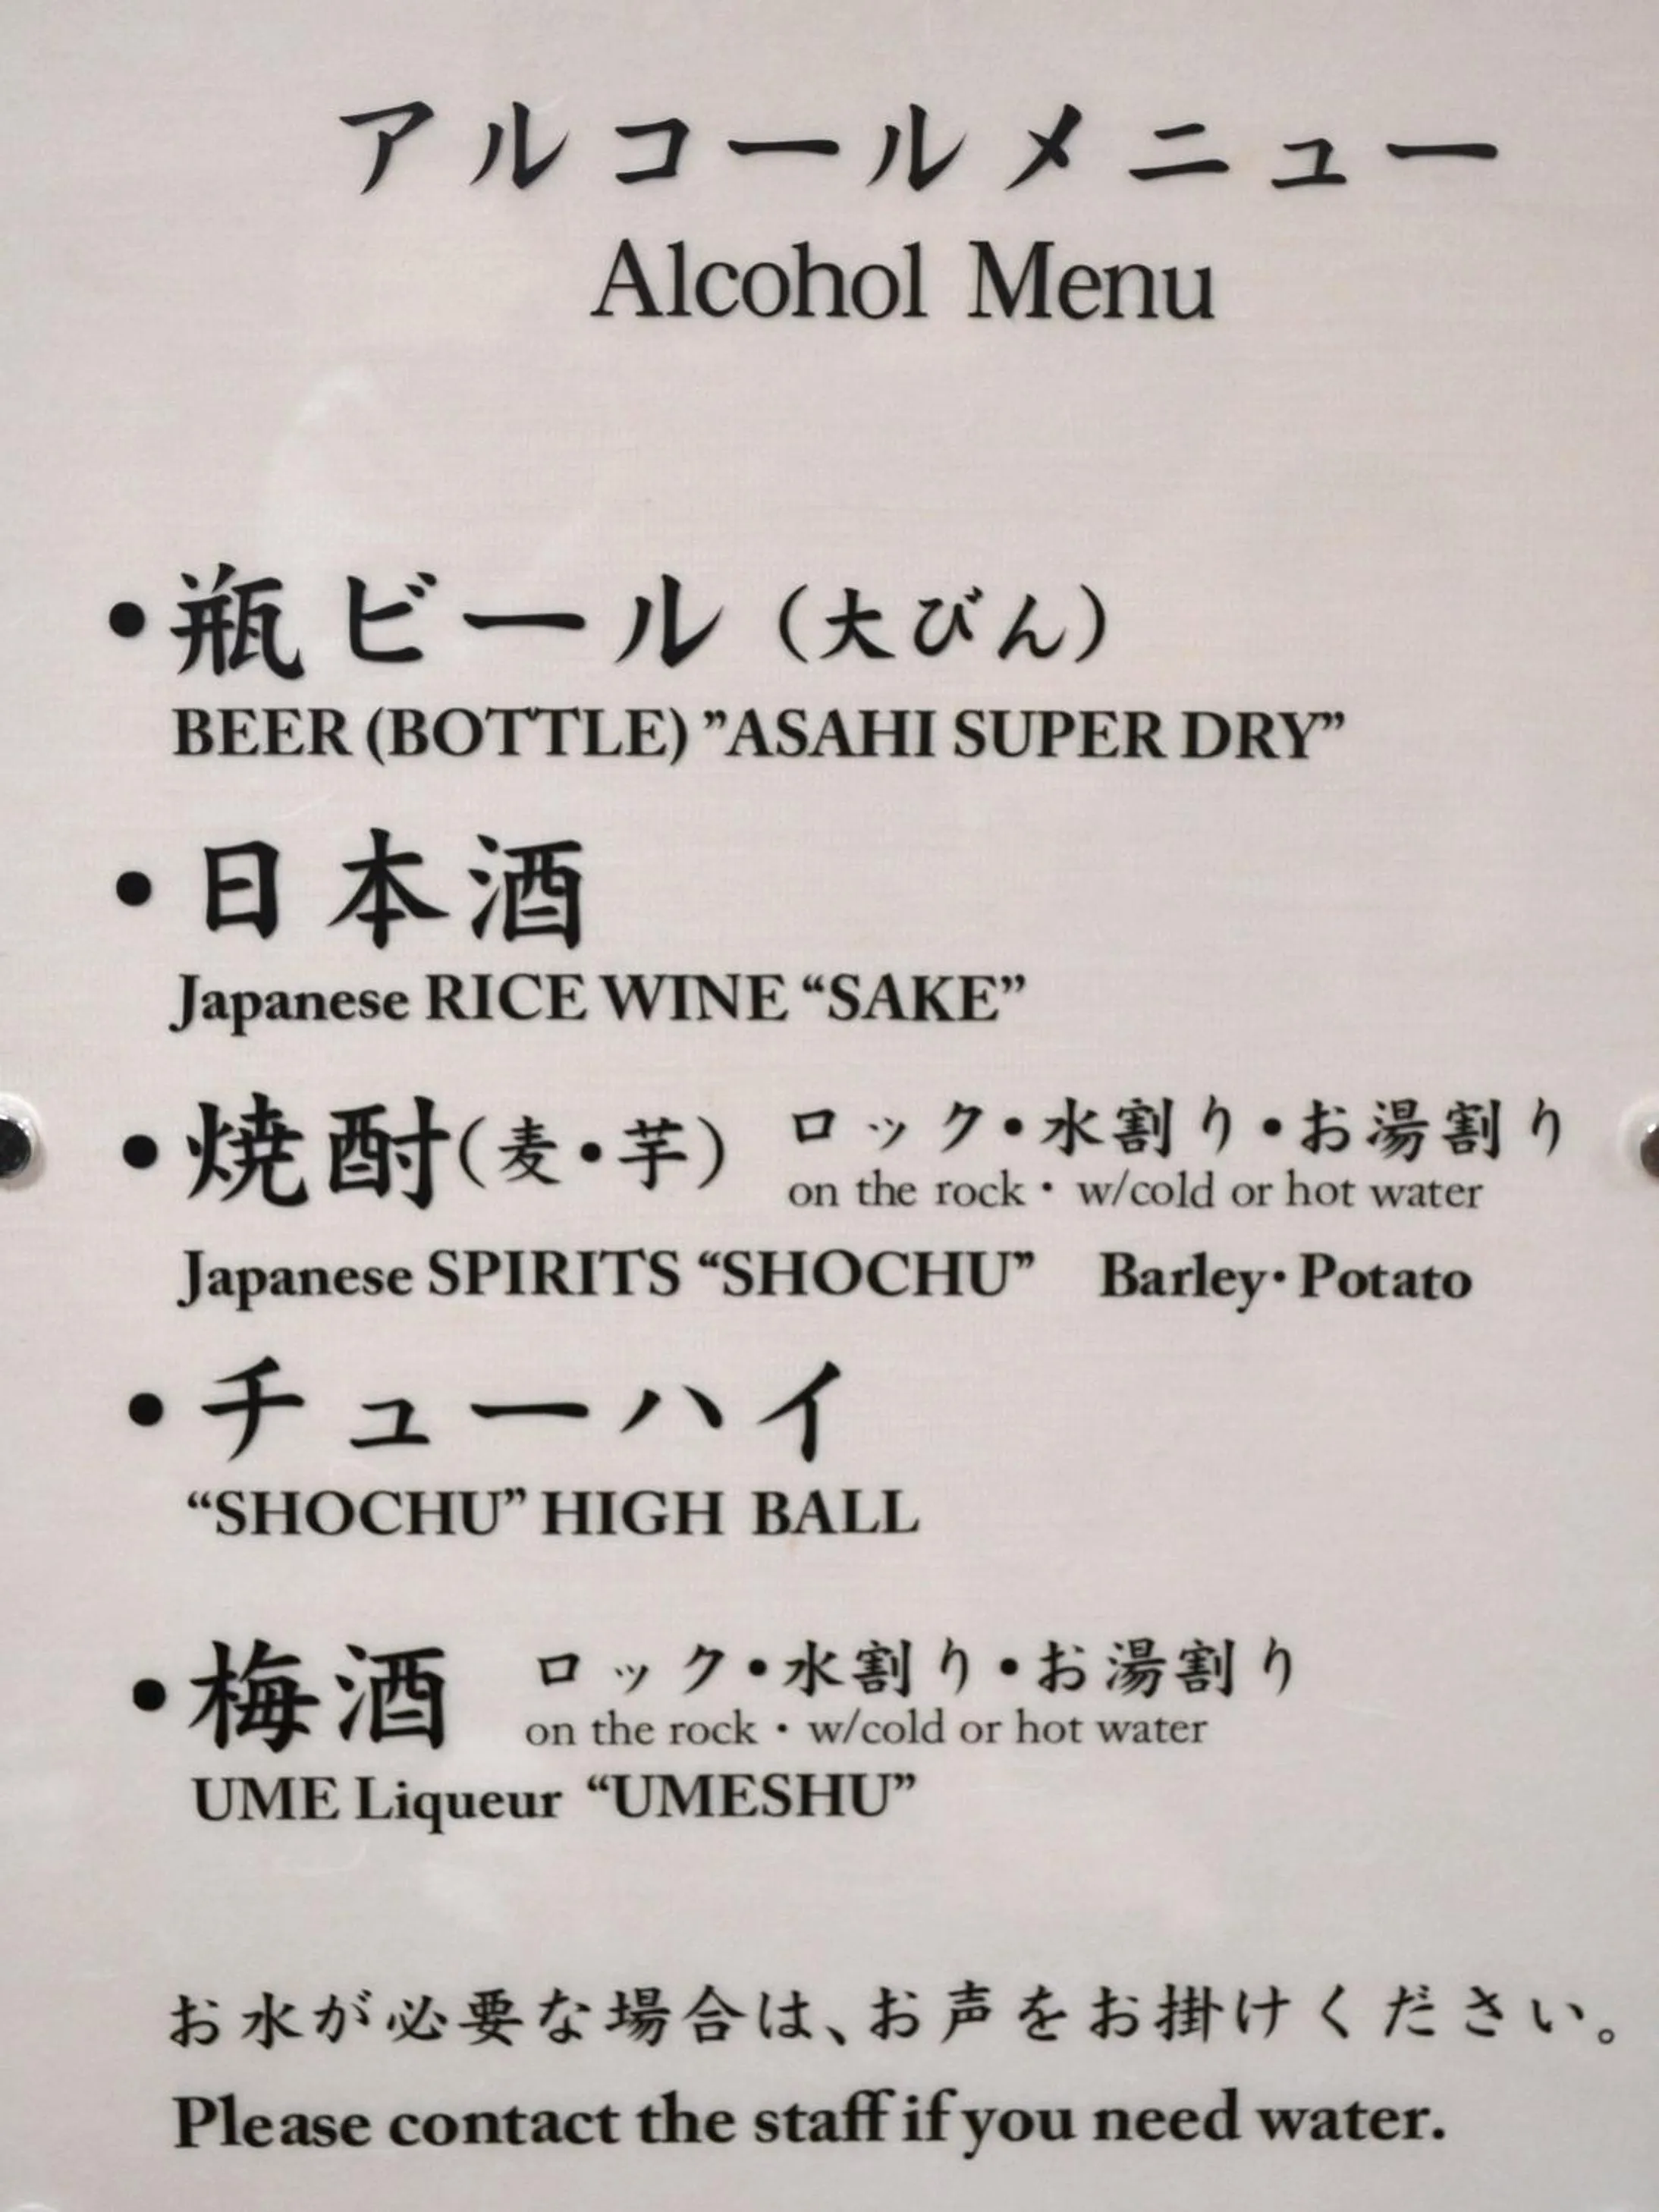 アルコールメニュー
Alcohol Menu
•瓶ビール（大びん）
BEER (BOTTLE) ”ASAHI SUPER DRY”
•日本酒
Japanese RICE WINE “SAKE”
•焼酎(麦・芋) ロック・水割り・お湯割り
on the rock・w/cold or hot water
Japanese SPIRITS “SHOCHU” Barley・Potato
•チューハイ
“SHOCHU” HIGH BALL
•梅酒 ロック・水割り・お湯割り
on the rock・w/cold or hot water
UME Liqueur “UMESHU”
お水が必要な場合は、お声をお掛けください。
Please contact the staff if you need water.